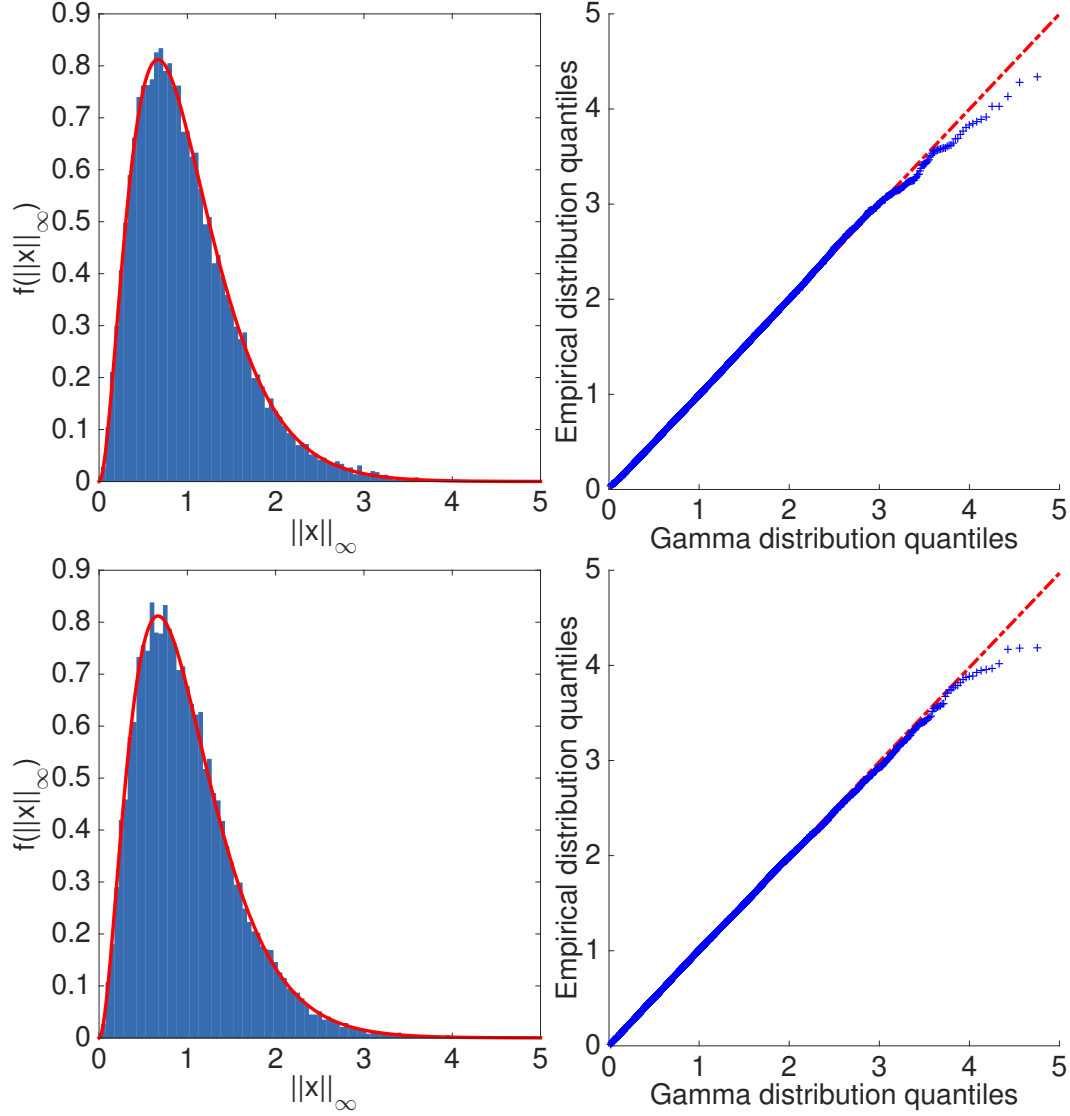 0.9
0.8
0.7
0.6
0.5
0.4
0.3
0.2
0.1
0
f(||x||∞)
0 1 2 3 4 5
||x||∞
5
4
3
2
1
0
Empirical distribution quantiles
0 1 2 3 4 5
Gamma distribution quantiles
0.9
0.8
0.7
0.6
0.5
0.4
0.3
0.2
0.1
0
f(||x||∞)
0 1 2 3 4 5
||x||∞
5
4
3
2
1
0
Empirical distribution quantiles
0 1 2 3 4 5
Gamma distribution quantiles